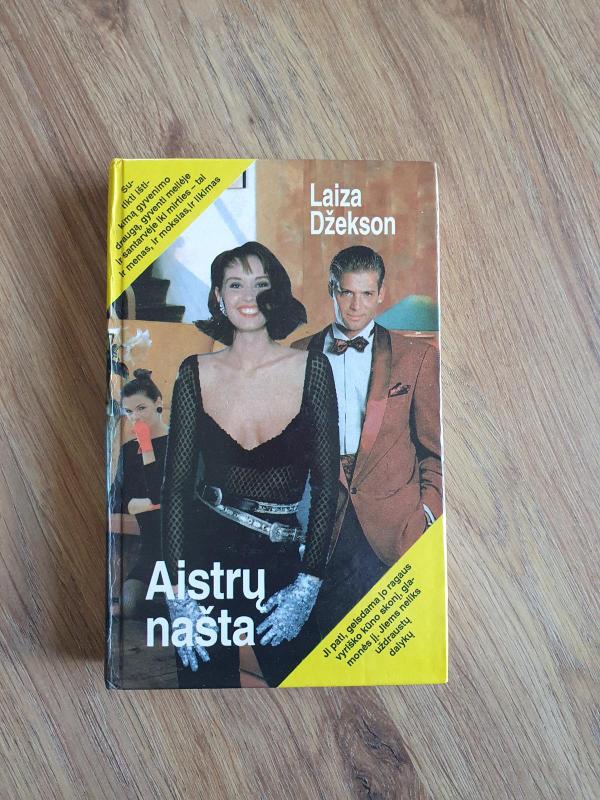 Su-
tikti išti-
kimą gyvenimo
draugą, gyventi meilėje
ir santarvėje iki mirties – tai
ir menas, ir mokslas, ir likimas
Laiza
Džekson
Aistrų
našta
Ji pati, geisdama jo ragaus
vyriško kūno skonį, gla-
monės jį. Jiems neliks
uždraustų
dalykų